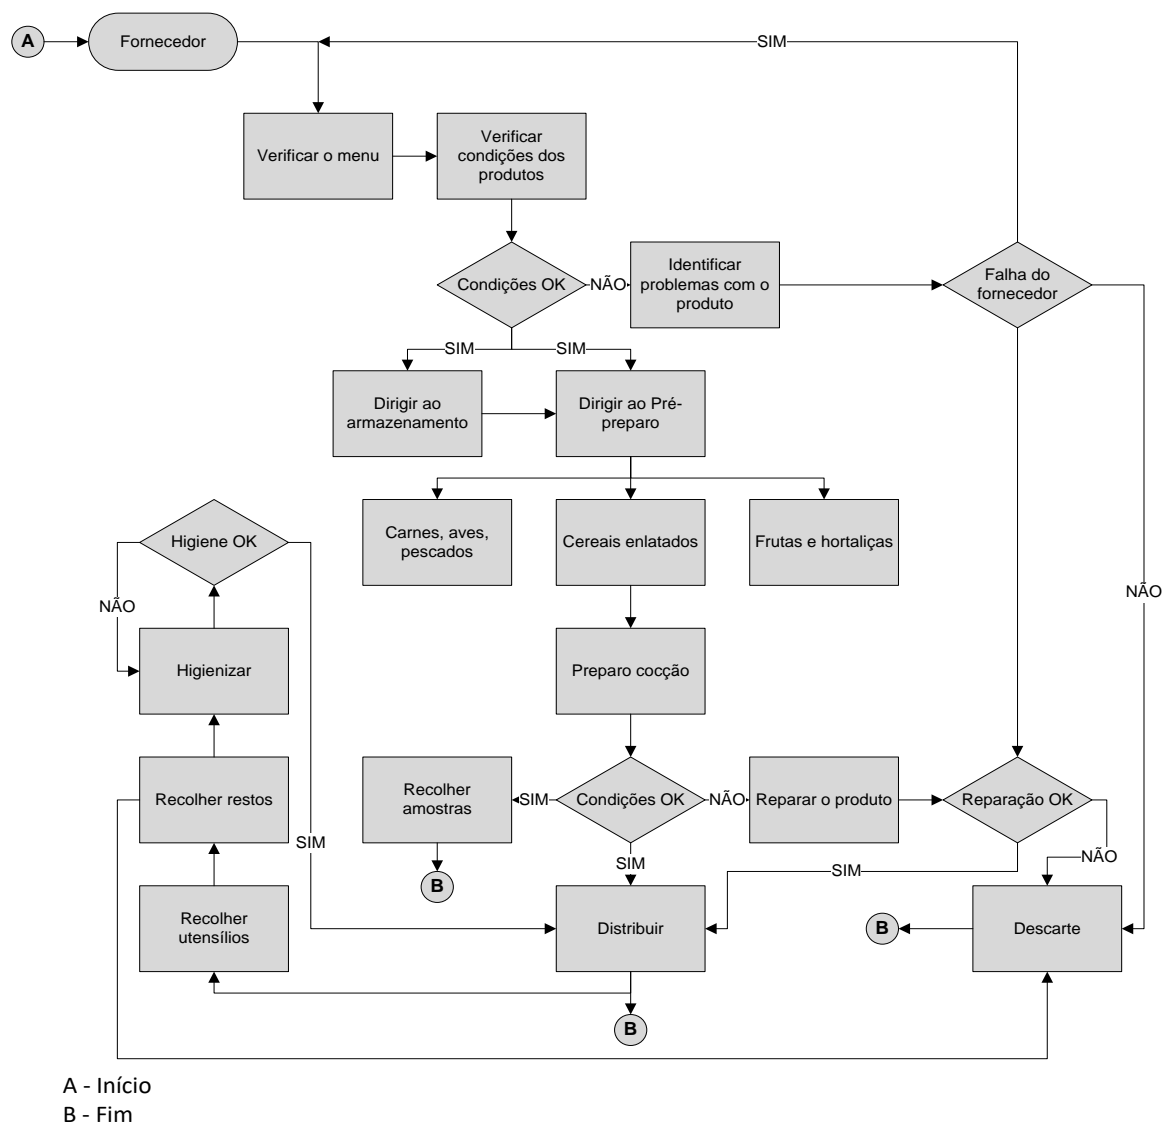 A
Fornecedor
SIM
Verificar o menu
Verificar
condições dos
produtos
Condições OK
NÃO
Identificar
problemas com o
produto
Falha do
fornecedor
SIM
SIM
Dirigir ao
armazenamento
Dirigir ao Pré-
preparo
Carnes, aves,
pescados
Cereais enlatados
Frutas e hortaliças
Higiene OK
NÃO
NÃO
Higienizar
Preparo cocção
Recolher restos
Recolher
amostras
SIM
Condições OK
NÃO
Reparar o produto
Reparação OK
SIM
SIM
SIM
NÃO
B
Recolher
utensílios
Distribuir
B
Descarte
B
A - Início
B - Fim